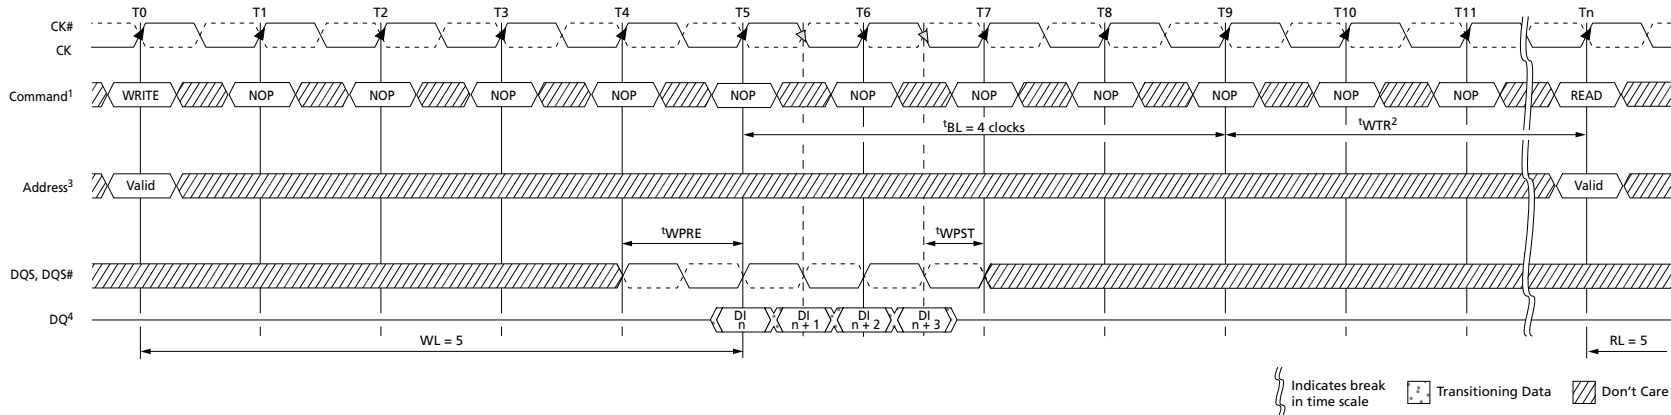 T0 T1 T2 T3 T4 T5 T6 T7 T8 T9 T10 T11 Tn
CK#
CK
Command¹ WRITE NOP NOP NOP NOP NOP NOP NOP NOP NOP NOP NOP READ
ᵗBL = 4 clocks ᵗWTR²
Address³ Valid Valid
ᵗWPRE ᵗWPST
DQS, DQS#
DQ⁴ DI n DI n + 1 DI n + 2 DI n + 3
WL = 5 RL = 5
Indicates break in time scale Transitioning Data Don't Care